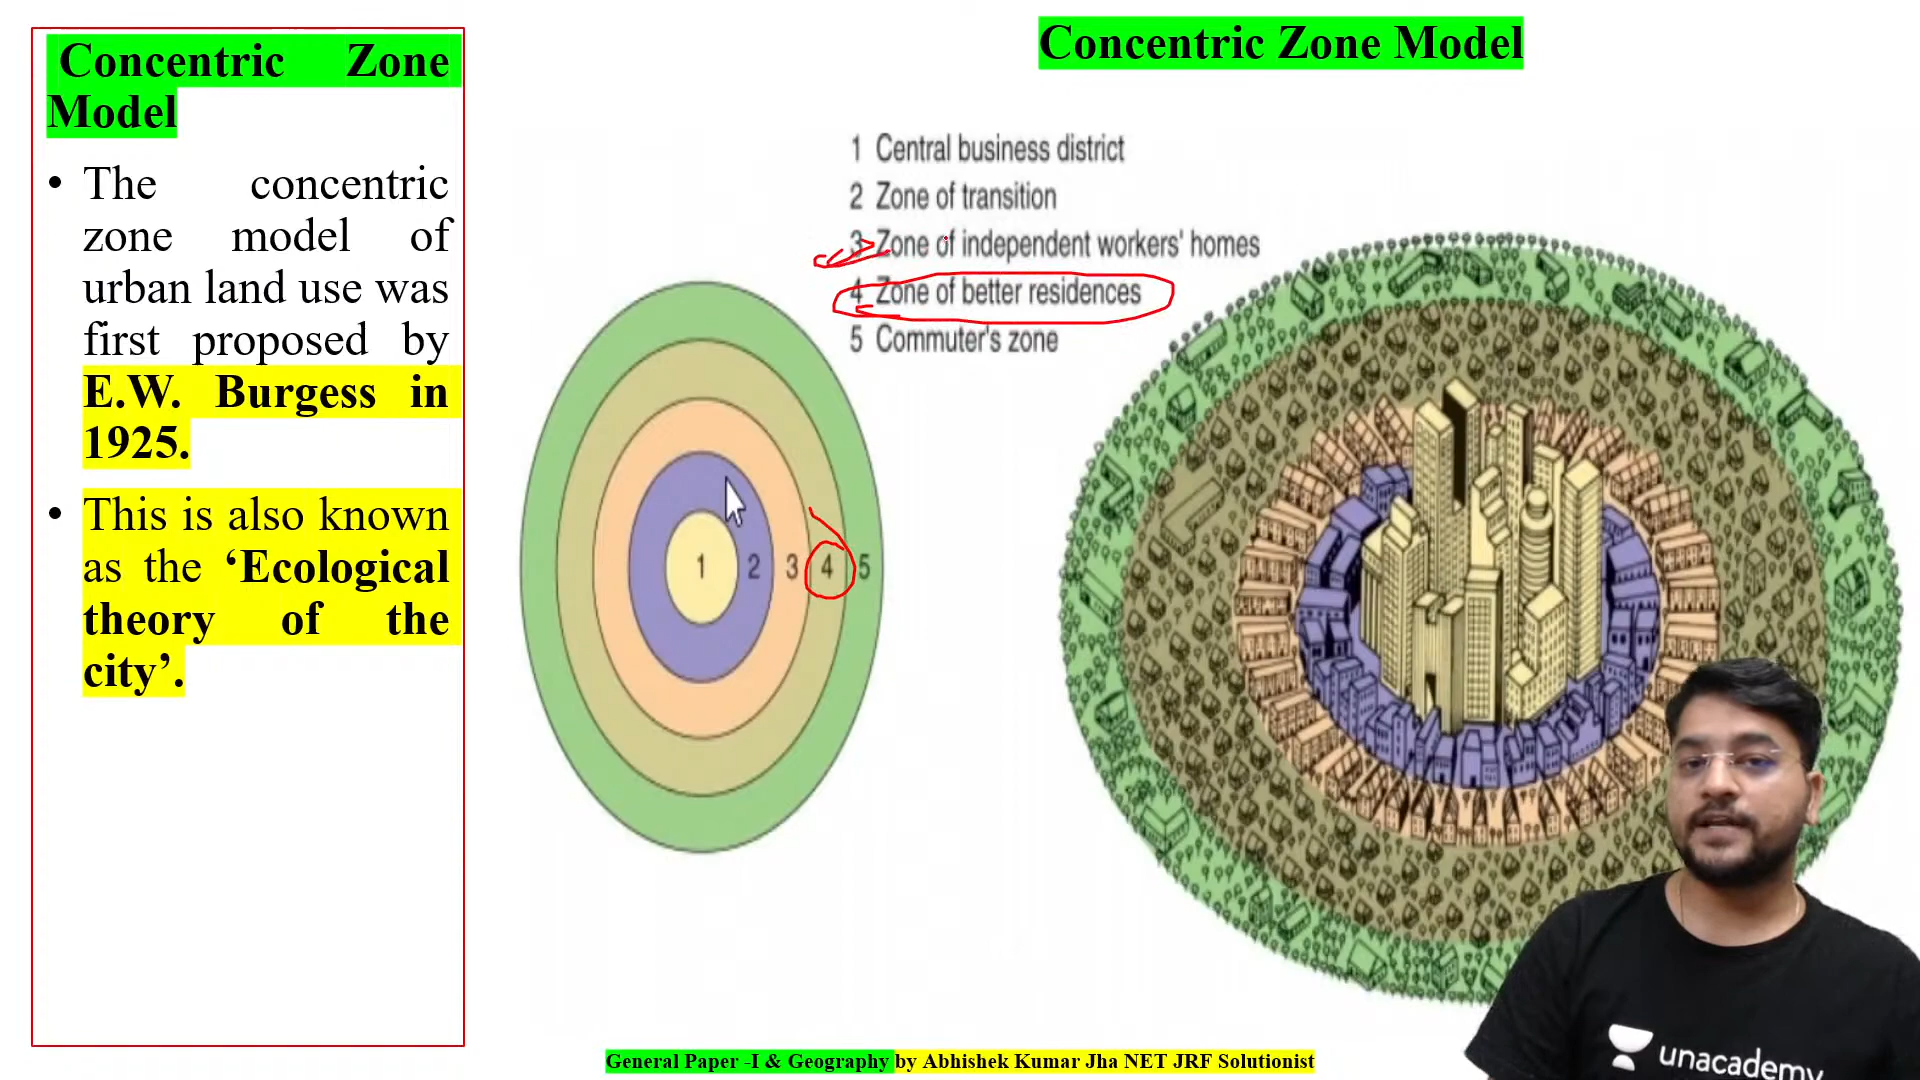 Concentric Zone
Model
• The concentric
zone model of
urban land use was
first proposed by
E.W. Burgess in
1925.
• This is also known
as the ‘Ecological
theory of the
city’.
Concentric Zone Model
1 Central business district
2 Zone of transition
3 Zone of independent workers' homes
4 Zone of better residences
5 Commuter's zone
1 2 3 4 5
unacademy
General Paper -I & Geography by Abhishek Kumar Jha NET JRF Solutionist